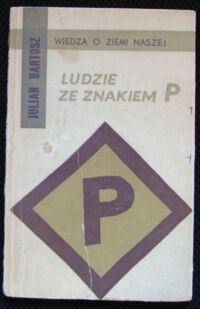 WIEDZA O ZIEMI NASZEJ
JULIAN BARTOSZ
LUDZIE
ZE ZNAKIEM P
P